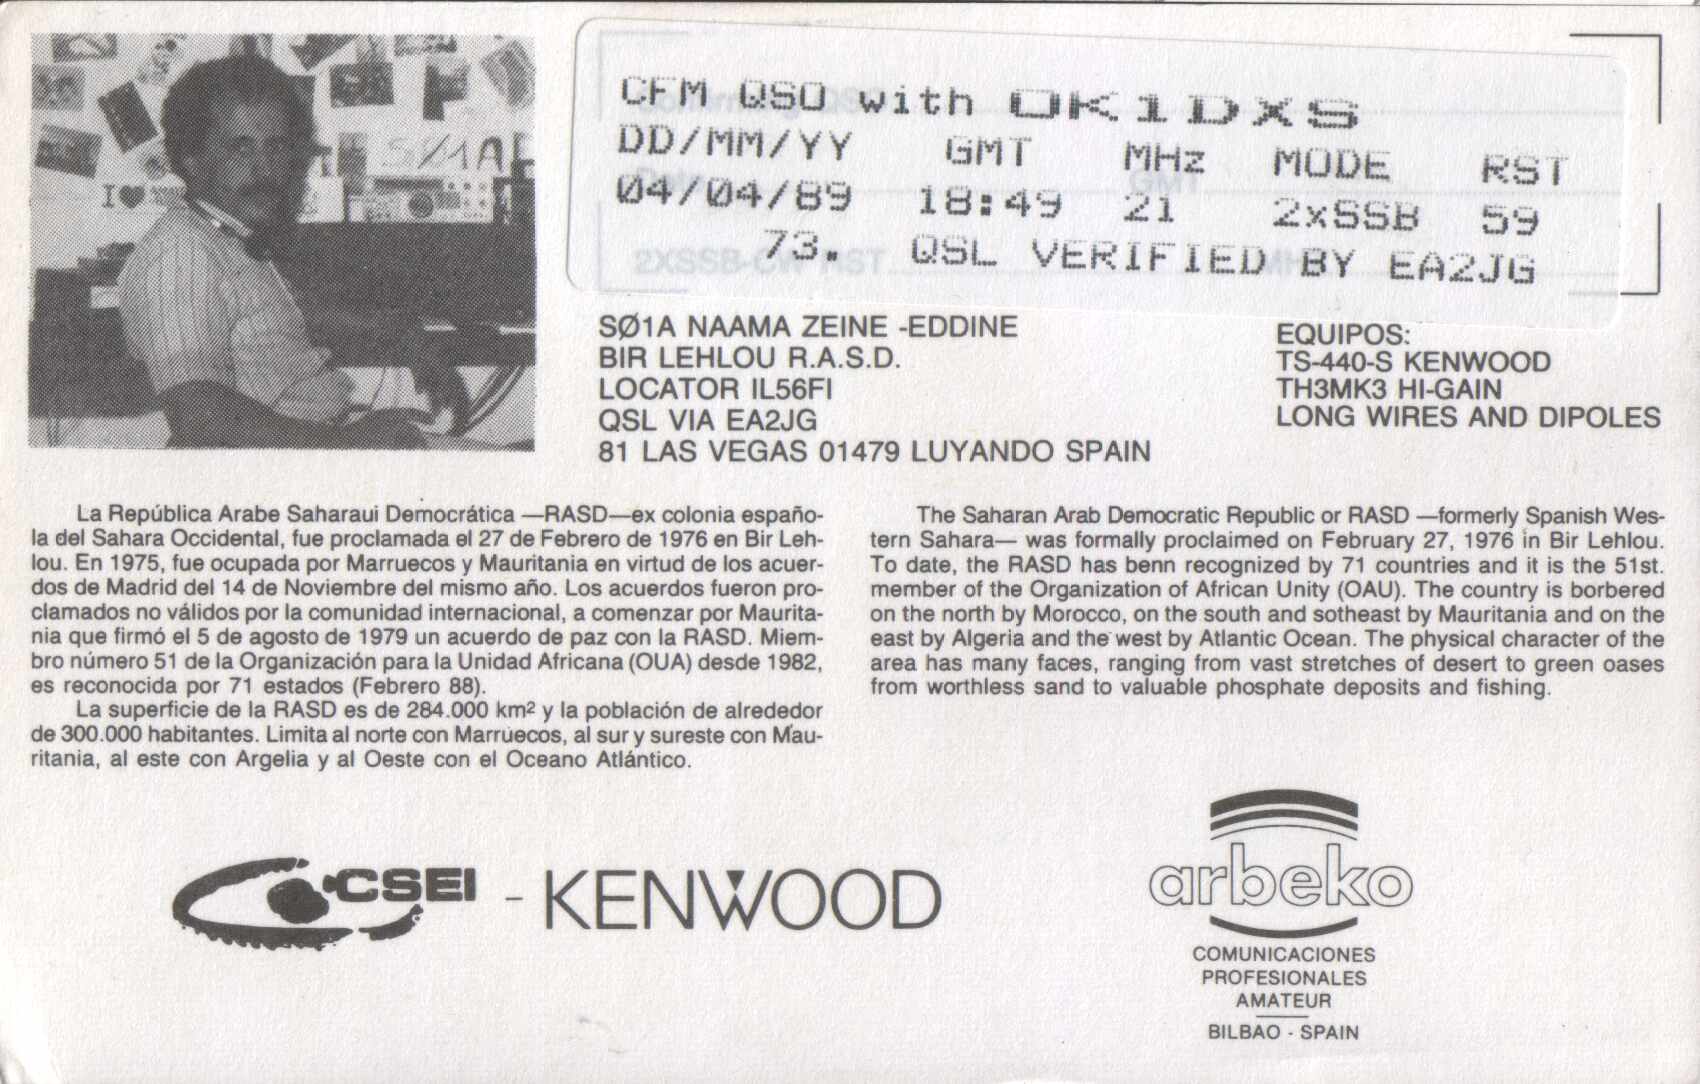 SØ1A
I ♥
CFM QSO with OK1DXS
DD/MM/YY GMT MHz MODE RST
04/04/89 18:49 21 2xSSB 59
73. QSL VERIFIED BY EA2JG
Confirming QSO
Date GMT
2XSSB-CW RST MHz
SØ1A NAAMA ZEINE -EDDINE
BIR LEHLOU R.A.S.D.
LOCATOR IL56FI
QSL VIA EA2JG
81 LAS VEGAS 01479 LUYANDO SPAIN
EQUIPOS:
TS-440-S KENWOOD
TH3MK3 HI-GAIN
LONG WIRES AND DIPOLES
La República Arabe Saharaui Democrática —RASD—ex colonia españo-
la del Sahara Occidental, fue proclamada el 27 de Febrero de 1976 en Bir Leh-
lou. En 1975, fue ocupada por Marruecos y Mauritania en virtud de los acuer-
dos de Madrid del 14 de Noviembre del mismo año. Los acuerdos fueron pro-
clamados no válidos por la comunidad internacional, a comenzar por Maurita-
nia que firmó el 5 de agosto de 1979 un acuerdo de paz con la RASD. Miem-
bro número 51 de la Organización para la Unidad Africana (OUA) desde 1982,
es reconocida por 71 estados (Febrero 88).
La superficie de la RASD es de 284.000 km² y la población de alrededor
de 300.000 habitantes. Limita al norte con Marruecos, al sur y sureste con Mau-
ritania, al este con Argelia y al Oeste con el Oceano Atlántico.
The Saharan Arab Democratic Republic or RASD —formerly Spanish Wes-
tern Sahara— was formally proclaimed on February 27, 1976 in Bir Lehlou.
To date, the RASD has benn recognized by 71 countries and it is the 51st.
member of the Organization of African Unity (OAU). The country is borbered
on the north by Morocco, on the south and sotheast by Mauritania and on the
east by Algeria and the west by Atlantic Ocean. The physical character of the
area has many faces, ranging from vast stretches of desert to green oases
from worthless sand to valuable phosphate deposits and fishing.
CSEI - KENWOOD
arbeko
COMUNICACIONES
PROFESIONALES
AMATEUR
BILBAO - SPAIN